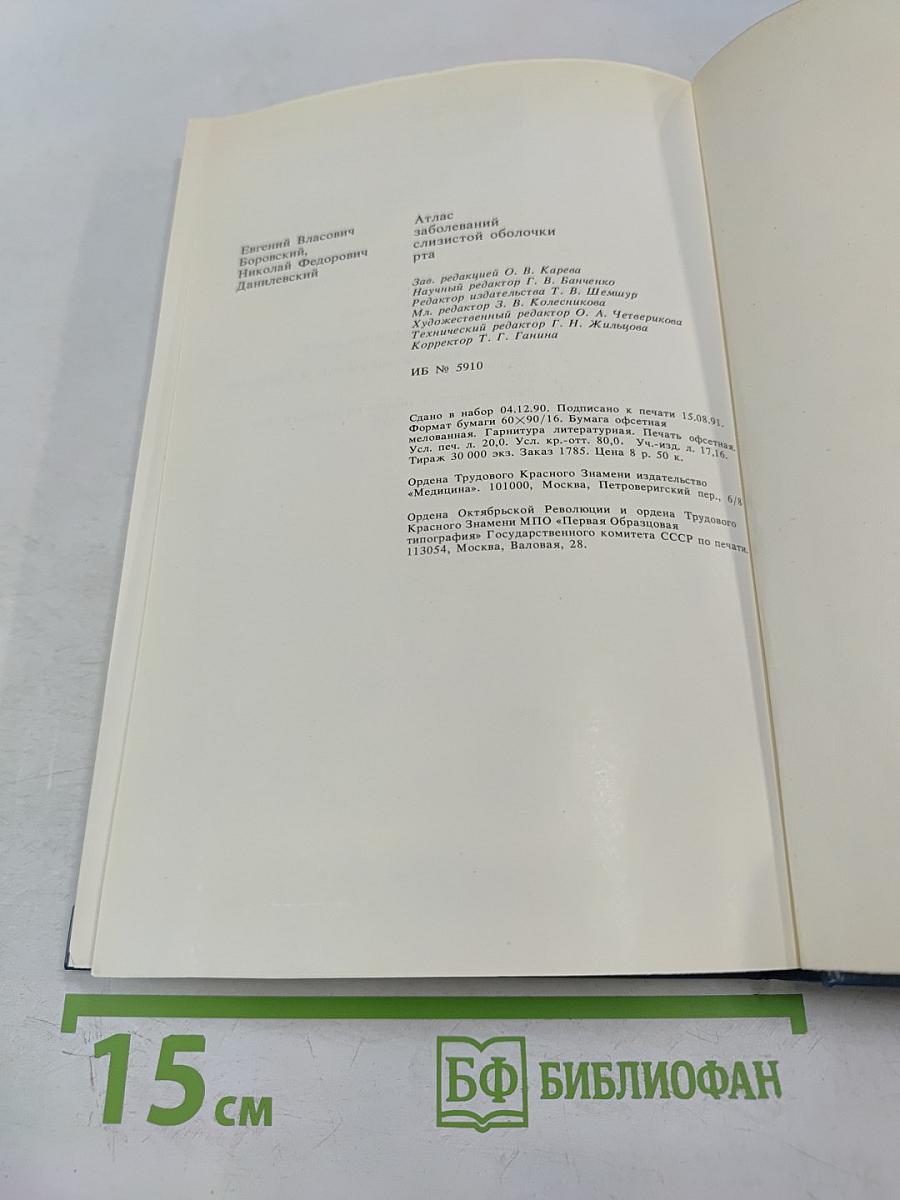 Евгений Власович
Боровский,
Николай Федорович
Данилевский
Атлас
заболеваний
слизистой оболочки
рта
Зав. редакцией О. В. Карева
Научный редактор Г. В. Банченко
Редактор издательства Т. В. Шемшур
Мл. редактор З. В. Колесникова
Художественный редактор О. А. Четверикова
Технический редактор Г. Н. Жильцова
Корректор Т. Г. Ганина
ИБ № 5910
Сдано в набор 04.12.90. Подписано к печати 15.08.91.
Формат бумаги 60×90/16. Бумага офсетная
мелованная. Гарнитура литературная. Печать офсетная.
Усл. печ. л. 20,0. Усл. кр.-отт. 80,0. Уч.-изд. л. 17,16.
Тираж 30 000 экз. Заказ 1785. Цена 8 р. 50 к.
Ордена Трудового Красного Знамени издательство
«Медицина». 101000, Москва, Петроверигский пер., 6/8
Ордена Октябрьской Революции и ордена Трудового
Красного Знамени МПО «Первая Образцовая
типография» Государственного комитета СССР по печати.
113054, Москва, Валовая, 28.
15 см
БФ БИБЛИОФАН